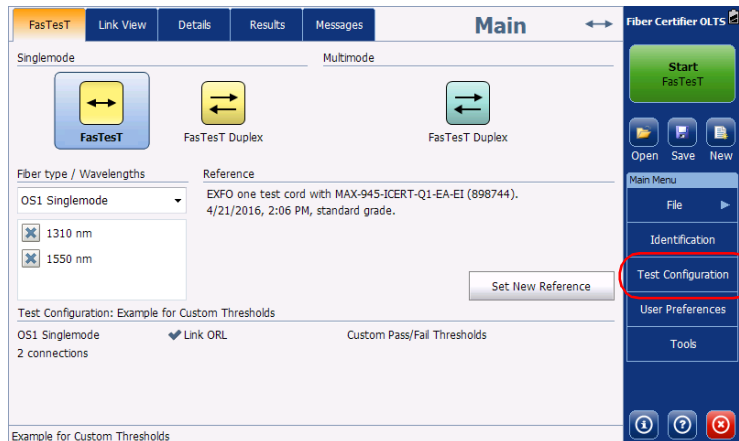 FasTesT
Link View
Details
Results
Messages
Main
Fiber Certifier OLTS
Singlemode
Multimode
FasTesT
FasTesT Duplex
FasTesT Duplex
Start
FasTesT
Open
Save
New
Fiber type / Wavelengths
Reference
OS1 Singlemode
EXFO one test cord with MAX-945-ICERT-Q1-EA-EI (898744).
4/21/2016, 2:06 PM, standard grade.
1310 nm
1550 nm
Set New Reference
Main Menu
File
Identification
Test Configuration
User Preferences
Tools
Test Configuration: Example for Custom Thresholds
OS1 Singlemode
Link ORL
Custom Pass/Fail Thresholds
2 connections
Example for Custom Thresholds